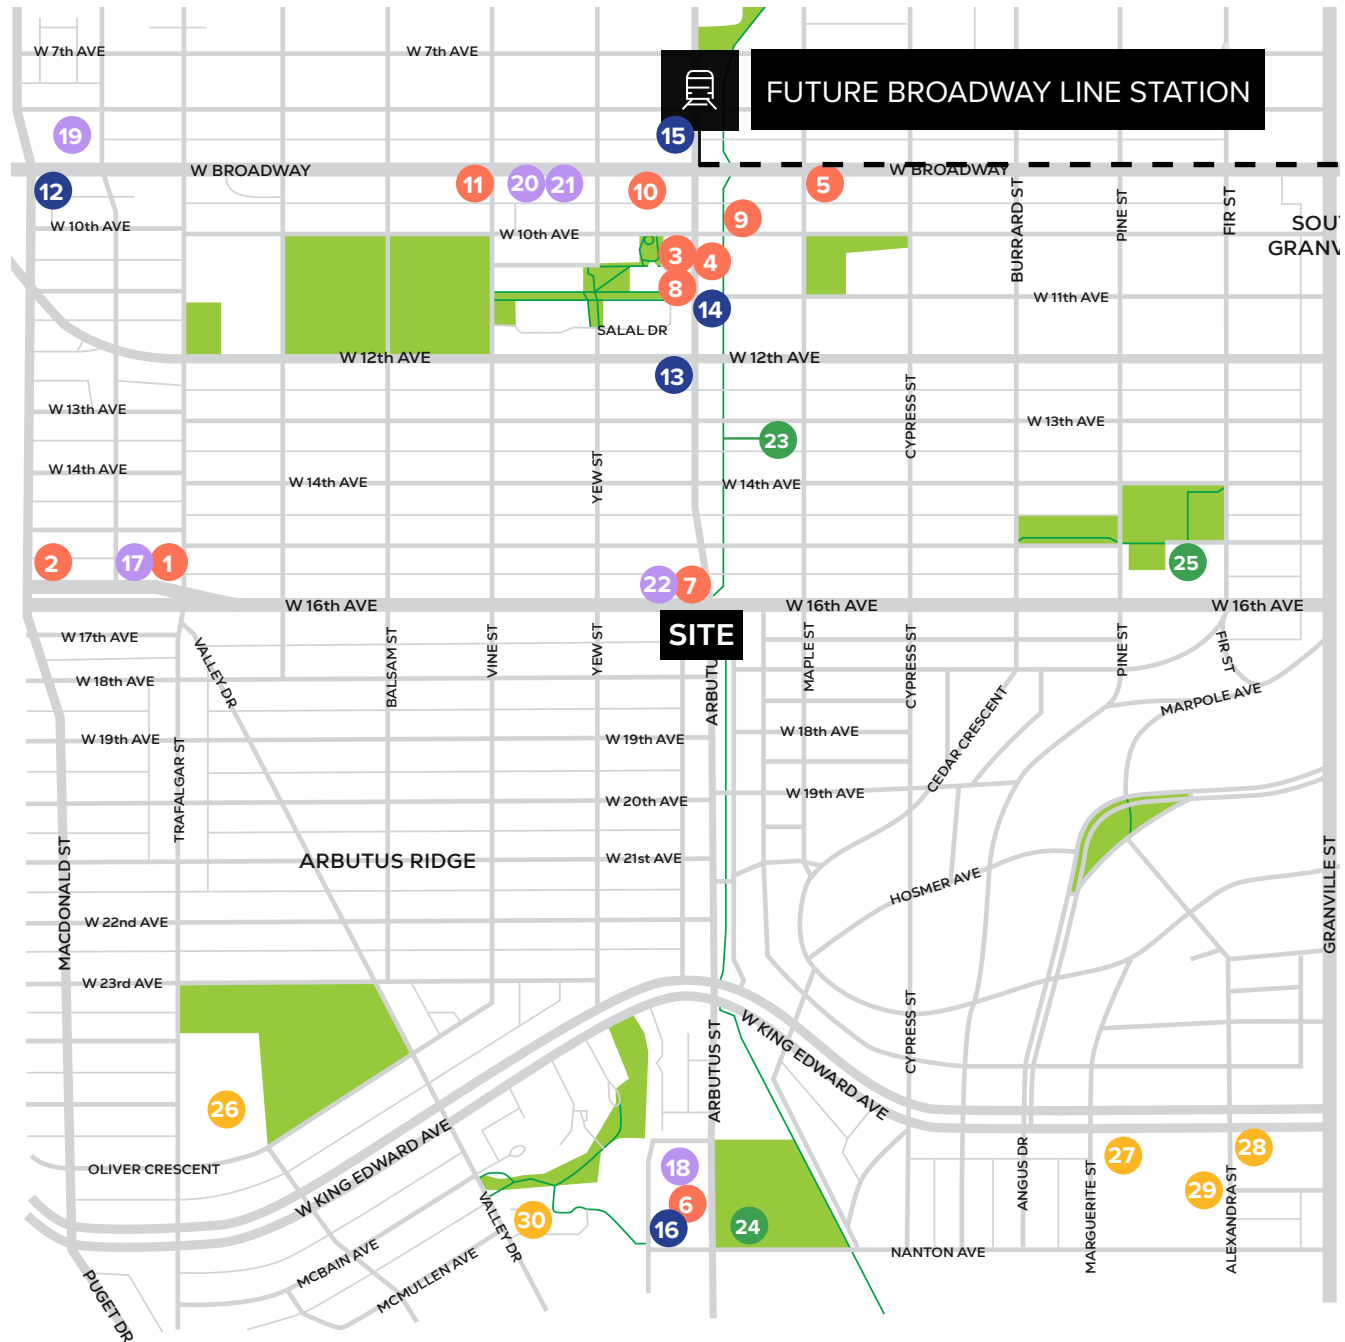 W 7th AVE
W 7th AVE
FUTURE BROADWAY LINE STATION
19
15
W BROADWAY
W BROADWAY
12
11
20
21
10
5
BURRARD ST
PINE ST
FIR ST
9
W 10th AVE
W 10th AVE
SOU
GRANV
3
4
8
14
W 11th AVE
SALAL DR
W 12th AVE
W 12th AVE
13
CYPRESS ST
W 13th AVE
W 13th AVE
23
W 14th AVE
W 14th AVE
YEW ST
W 14th AVE
2
17
1
22
7
25
W 16th AVE
W 16th AVE
W 16th AVE
SITE
W 17th AVE
VALLEY DR
BALSAM ST
VINE ST
YEW ST
ARBUTU
MAPLE ST
CYPRESS ST
PINE ST
FIR ST
W 18th AVE
MARPOLE AVE
CEDAR CRESCENT
W 18th AVE
W 19th AVE
TRAFALGAR ST
W 19th AVE
W 20th AVE
W 19th AVE
ARBUTUS RIDGE
W 21st AVE
MACDONALD ST
HOSMER AVE
GRANVILLE ST
W 22nd AVE
W 23rd AVE
CYPRESS ST
ARBUTUS ST
W KING EDWARD AVE
26
W KING EDWARD AVE
OLIVER CRESCENT
18
27
28
ANGUS DR
MARGUERITE ST
29
ALEXANDRA ST
6
30
16
24
VALLEY DR
NANTON AVE
MCBAIN AVE
MCMULLEN AVE
PUGET DR